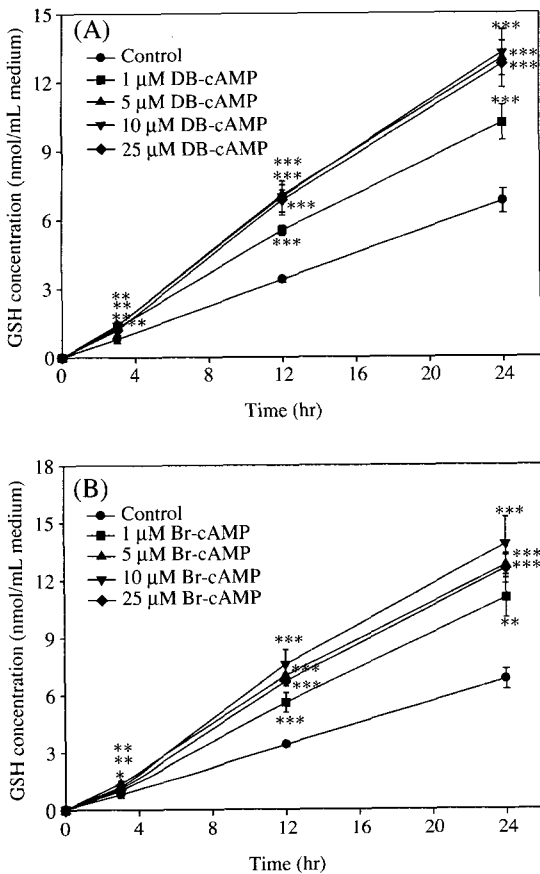 (A)
Control
1 µM DB-cAMP
5 µM DB-cAMP
10 µM DB-cAMP
25 µM DB-cAMP
GSH concentration (nmol/mL medium)
15
12
9
6
3
0
**
**
**
**
***
***
***
***
***
***
***
***
0 4 8 12 16 20 24
Time (hr)
(B)
Control
1 µM Br-cAMP
5 µM Br-cAMP
10 µM Br-cAMP
25 µM Br-cAMP
GSH concentration (nmol/mL medium)
18
15
12
9
6
3
0
**
**
*
***
***
***
***
***
***
***
**
0 4 8 12 16 20 24
Time (hr)